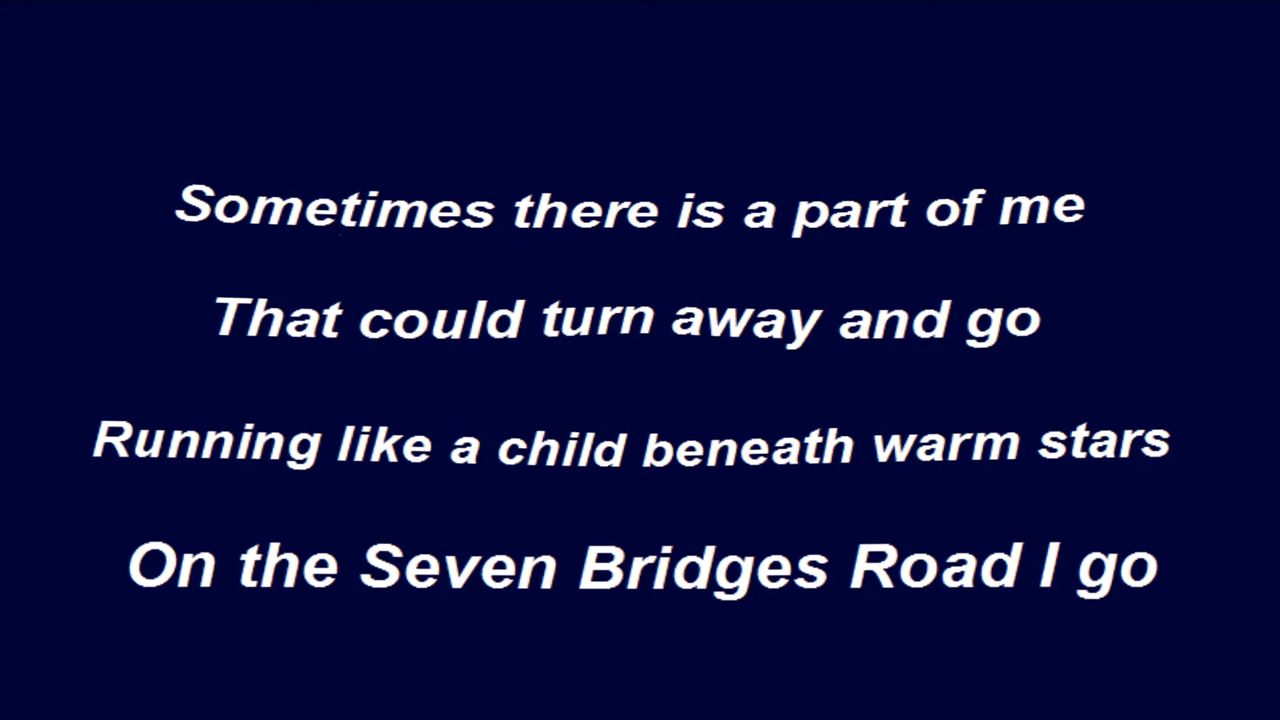 Sometimes there is a part of me
That could turn away and go
Running like a child beneath warm stars
On the Seven Bridges Road I go